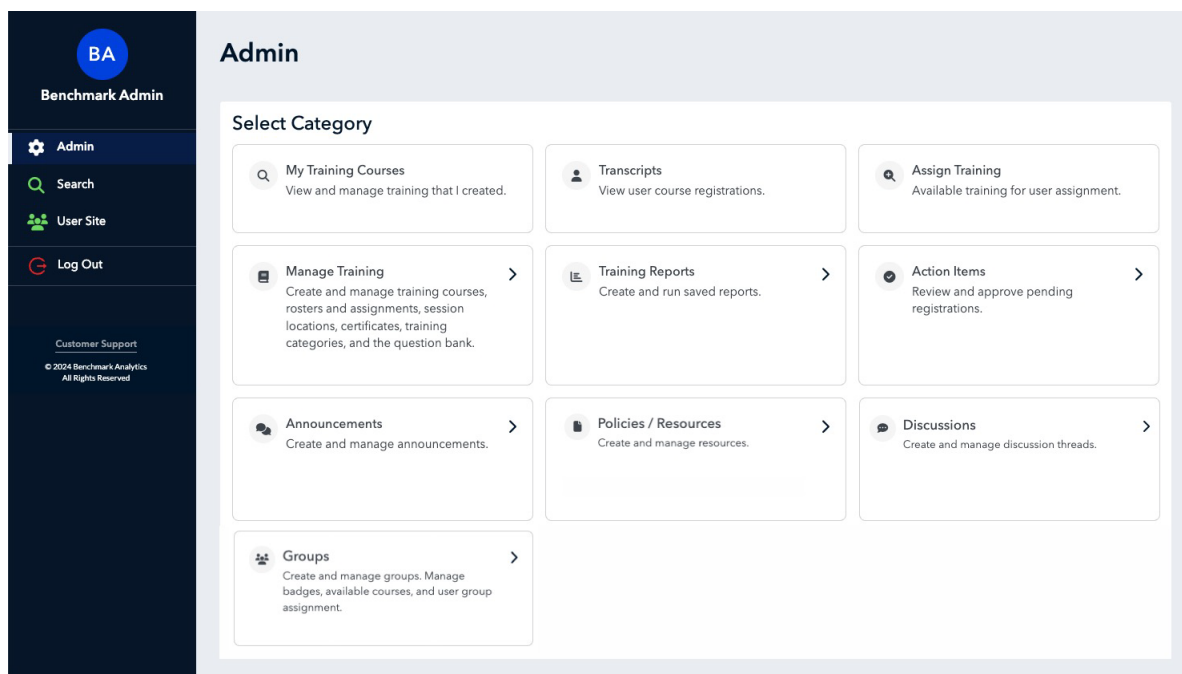 BA
Benchmark Admin
Admin
Search
User Site
Log Out
Customer Support
© 2024 Benchmark Analytics
All Rights Reserved
Admin
Select Category
My Training Courses
View and manage training that I created.
Transcripts
View user course registrations.
Assign Training
Available training for user assignment.
Manage Training
Create and manage training courses,
rosters and assignments, session
locations, certificates, training
categories, and the question bank.
Training Reports
Create and run saved reports.
Action Items
Review and approve pending
registrations.
Announcements
Create and manage announcements.
Policies / Resources
Create and manage resources.
Discussions
Create and manage discussion threads.
Groups
Create and manage groups. Manage
badges, available courses, and user group
assignment.